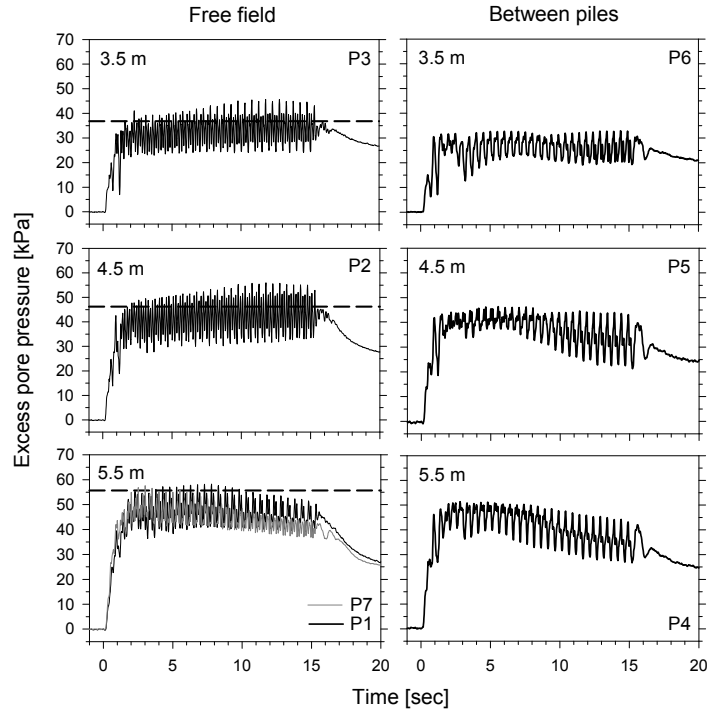 Free field
Between piles
Excess pore pressure [kPa]
70
60
50
40
30
20
10
0
3.5 m
P3
3.5 m
P6
70
60
50
40
30
20
10
0
4.5 m
P2
4.5 m
P5
70
60
50
40
30
20
10
0
5.5 m
P7
P1
5.5 m
P4
0 5 10 15 20
0 5 10 15 20
Time [sec]